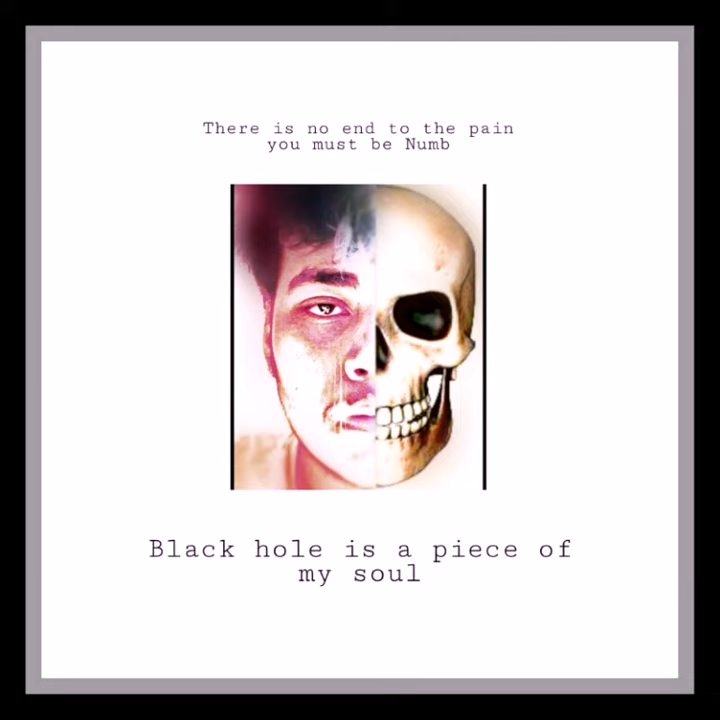 There is no end to the pain
you must be Numb
Black hole is a piece of
my soul